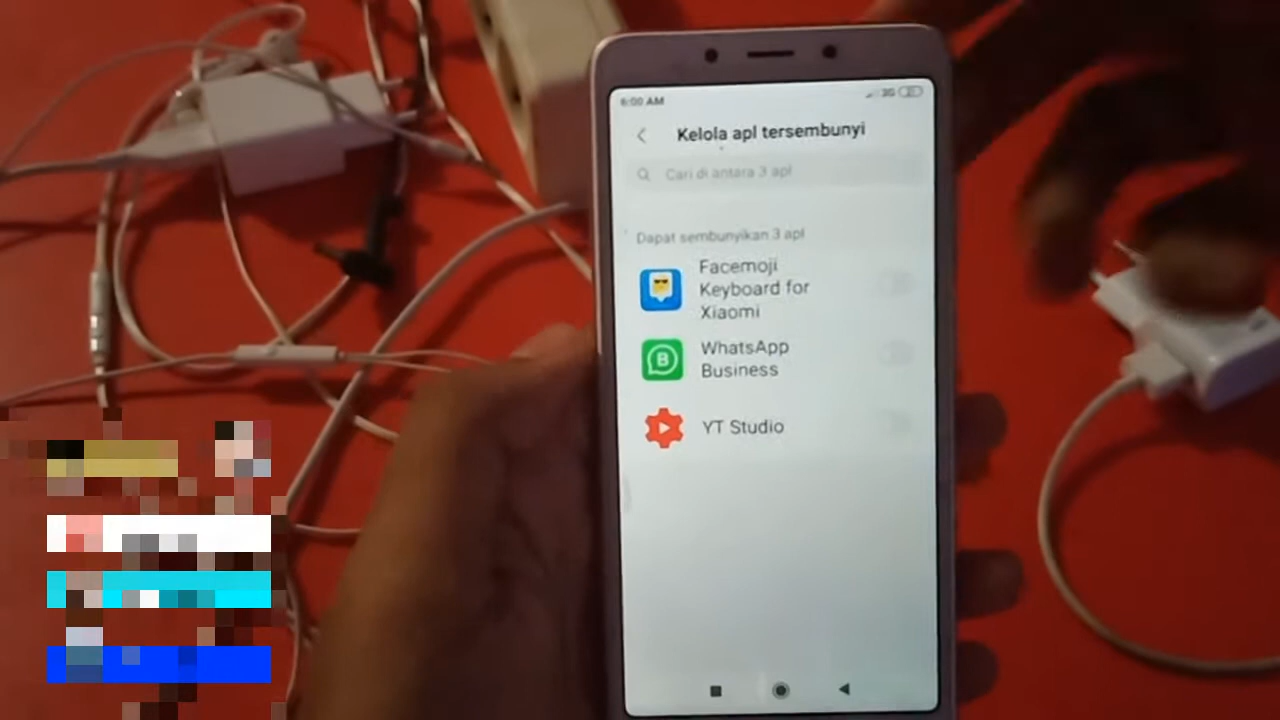 6:00 AM
3G
Kelola apl tersembunyi
Cari di antara 3 apl
Dapat sembunyikan 3 apl
Facemoji
Keyboard for
Xiaomi
WhatsApp
Business
YT Studio